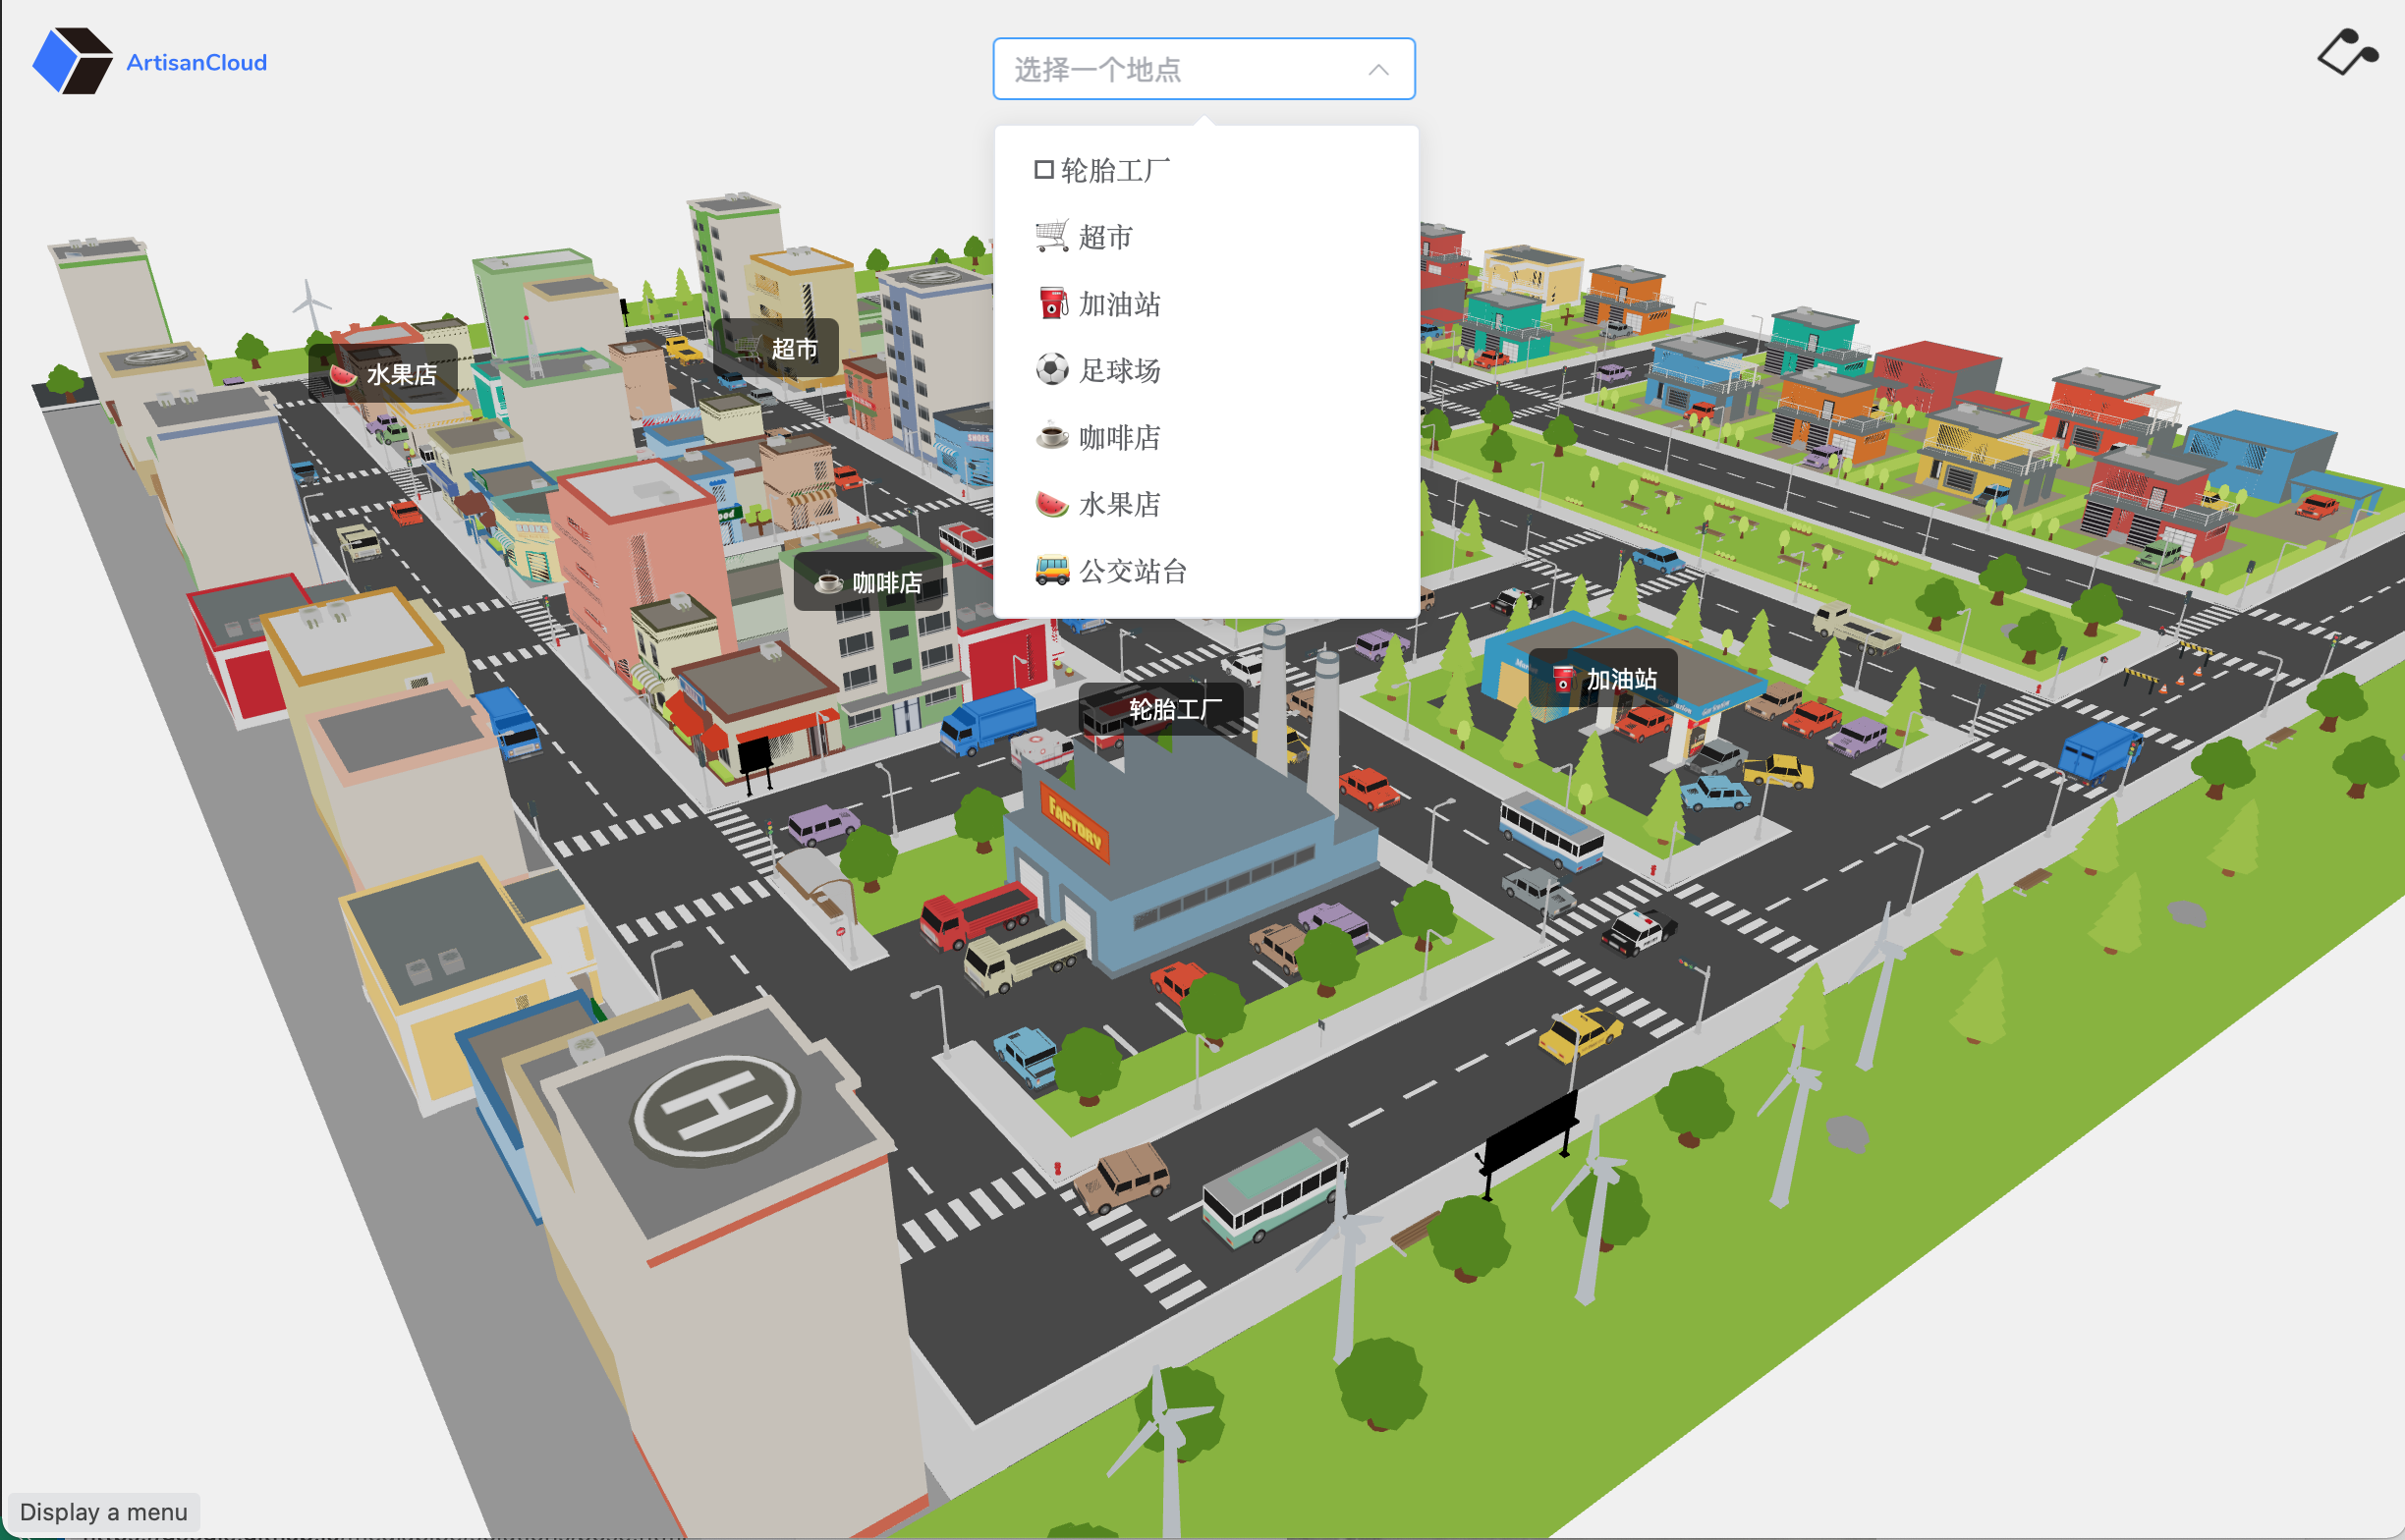 ArtisanCloud
选择一个地点
轮胎工厂
🛒 超市
⛽ 加油站
⚽ 足球场
☕ 咖啡店
🍉 水果店
🚌 公交站台
🛒 超市
🍉 水果店
SHOES
☕ 咖啡店
⛽ 加油站
轮胎工厂
FACTORY
H
Display a menu